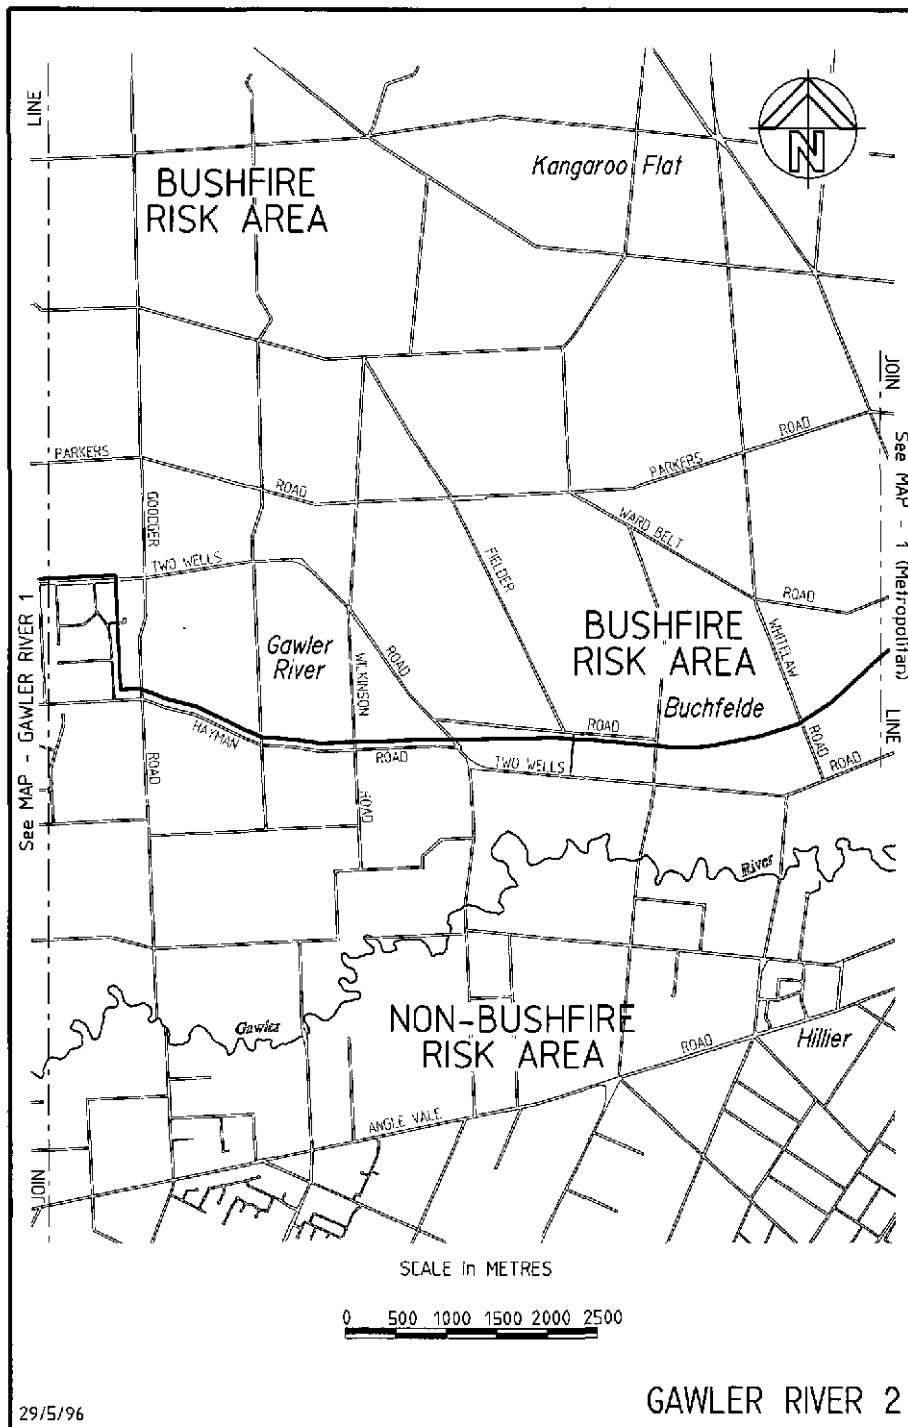 LINE
N
Kangaroo Flat
BUSHFIRE
RISK AREA
JOIN
See MAP - 1 (Metropolitan)
LINE
PARKERS
ROAD
PARKERS
ROAD
GOODGER
ROAD
TWO WELLS
ROAD
FIELDER
WARD BELT
ROAD
WHITELAW
ROAD
BUSHFIRE
RISK AREA
Gawler
River
WILKINSON
ROAD
Buchfelde
HAYMAN
ROAD
ROAD
TWO WELLS
ROAD
See MAP - GAWLER RIVER 1
River
Gawler
NON-BUSHFIRE
RISK AREA
ROAD
Hillier
ANGLE VALE
JOIN
SCALE in METRES
0 500 1000 1500 2000 2500
29/5/96
GAWLER RIVER 2